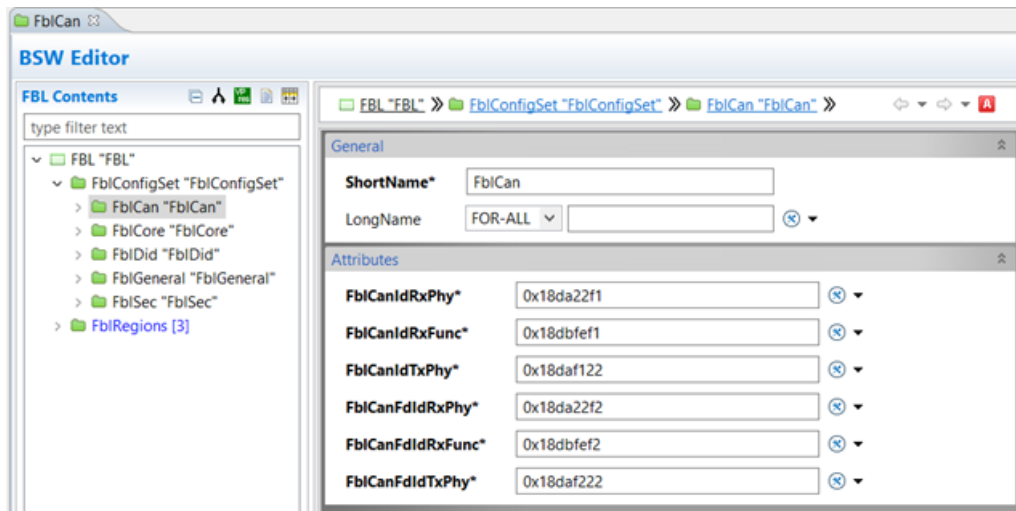 FblCan
BSW Editor
FBL Contents
type filter text
FBL "FBL"
FblConfigSet "FblConfigSet"
FblCan "FblCan"
FblCore "FblCore"
FblDid "FblDid"
FblGeneral "FblGeneral"
FblSec "FblSec"
FblRegions [3]
FBL "FBL" » FblConfigSet "FblConfigSet" » FblCan "FblCan" » A
General
ShortName* FblCan
LongName FOR-ALL
Attributes
FblCanIdRxPhy* 0x18da22f1
FblCanIdRxFunc* 0x18dbfef1
FblCanIdTxPhy* 0x18daf122
FblCanFdIdRxPhy* 0x18da22f2
FblCanFdIdRxFunc* 0x18dbfef2
FblCanFdIdTxPhy* 0x18daf222